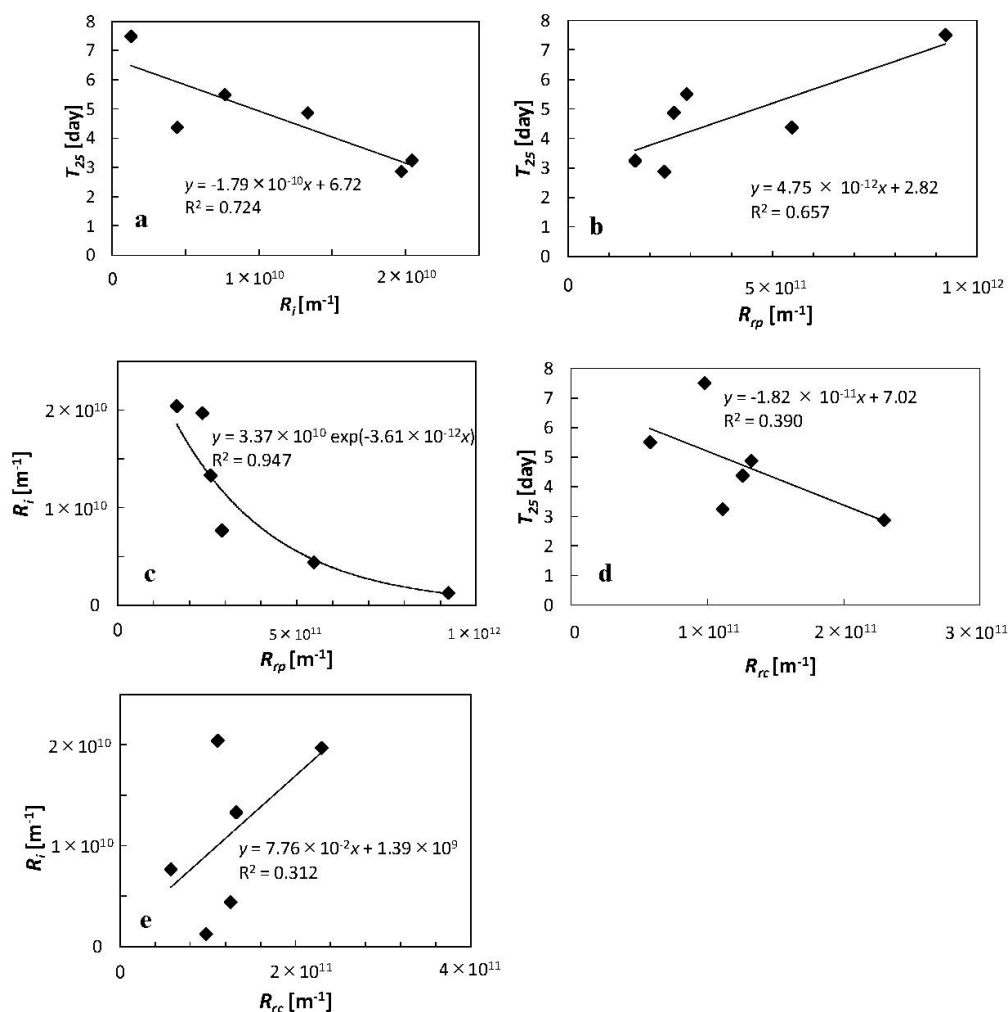 8
7
6
5
4
3
2
1
0
T₂₅ [day]
y = -1.79 × 10⁻¹⁰x + 6.72
R² = 0.724
a
0
1 × 10¹⁰
2 × 10¹⁰
Rᵢ [m⁻¹]
8
7
6
5
4
3
2
1
0
T₂₅ [day]
y = 4.75 × 10⁻¹²x + 2.82
R² = 0.657
b
0
5 × 10¹¹
1 × 10¹²
Rrp [m⁻¹]
2 × 10¹⁰
1 × 10¹⁰
0
Rᵢ [m⁻¹]
y = 3.37 × 10¹⁰ exp(-3.61 × 10⁻¹²x)
R² = 0.947
c
0
5 × 10¹¹
1 × 10¹²
Rrp [m⁻¹]
8
7
6
5
4
3
2
1
0
T₂₅ [day]
y = -1.82 × 10⁻¹¹x + 7.02
R² = 0.390
d
0
1 × 10¹¹
2 × 10¹¹
3 × 10¹¹
Rrc [m⁻¹]
2 × 10¹⁰
1 × 10¹⁰
0
Rᵢ [m⁻¹]
y = 7.76 × 10⁻²x + 1.39 × 10⁹
R² = 0.312
e
0
2 × 10¹¹
4 × 10¹¹
Rrc [m⁻¹]